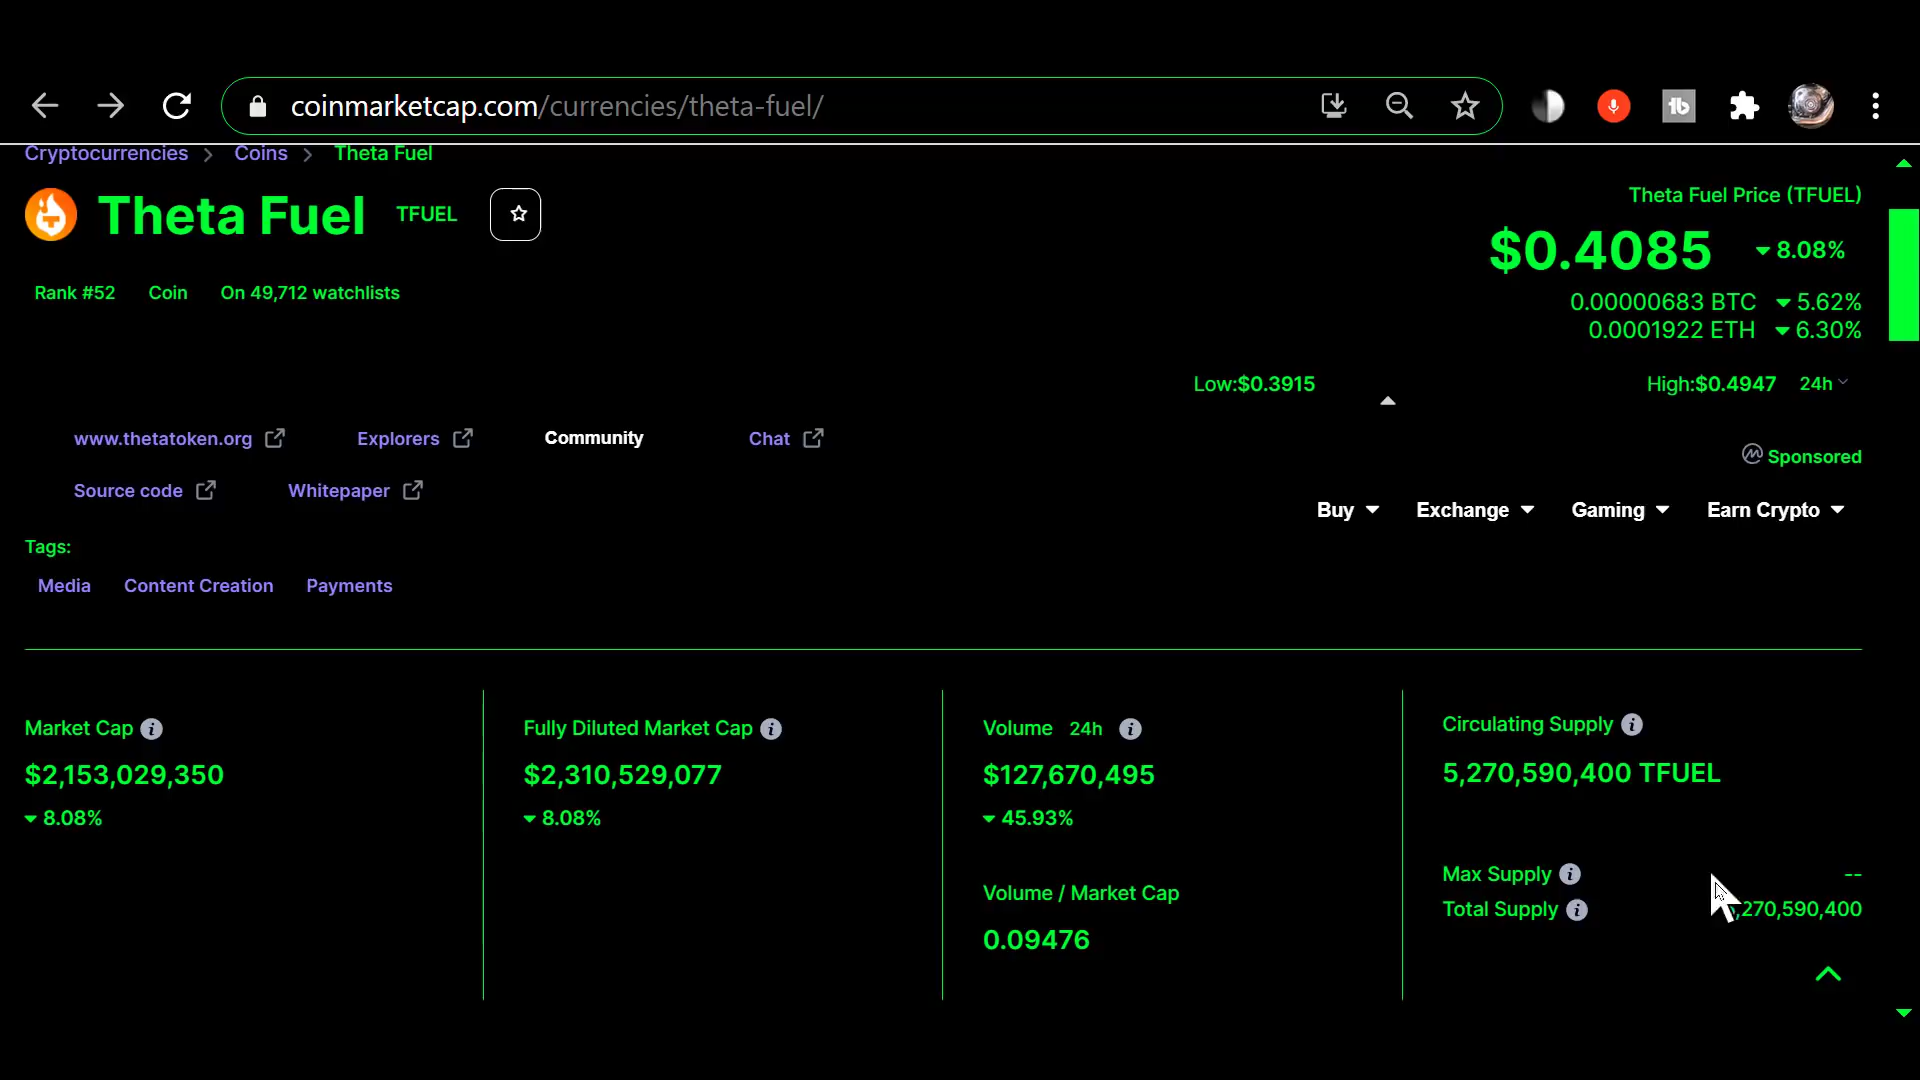 coinmarketcap.com/currencies/theta-fuel/
Cryptocurrencies > Coins > Theta Fuel
Theta Fuel TFUEL
Rank #52 Coin On 49,712 watchlists
Theta Fuel Price (TFUEL)
$0.4085 8.08%
0.00000683 BTC 5.62%
0.0001922 ETH 6.30%
Low:$0.3915 High:$0.4947 24h
www.thetatoken.org Explorers Community Chat
Source code Whitepaper
Sponsored
Buy Exchange Gaming Earn Crypto
Tags:
Media Content Creation Payments
Market Cap
$2,153,029,350
8.08%
Fully Diluted Market Cap
$2,310,529,077
8.08%
Volume 24h
$127,670,495
45.93%
Volume / Market Cap
0.09476
Circulating Supply
5,270,590,400 TFUEL
Max Supply --
Total Supply ,270,590,400